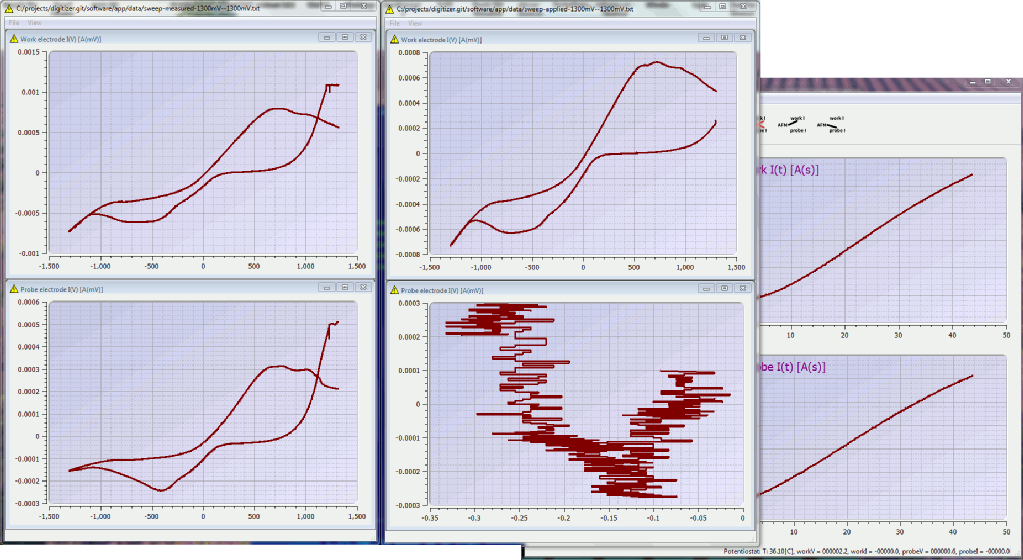 C:/projects/digitizer.git/software/app/data/sweep-measured-1300mV--1300mV.txt
File View
Work electrode I(V) [A(mV)]
0.0015
0.001
0.0005
0
-0.0005
-0.001
-1,500 -1,000 -500 0 500 1,000 1,500
Probe electrode I(V) [A(mV)]
0.0006
0.0005
0.0004
0.0003
0.0002
0.0001
0
-0.0001
-0.0002
-0.0003
-1,500 -1,000 -500 0 500 1,000 1,500
C:/projects/digitizer.git/software/app/data/sweep-applied-1300mV--1300mV.txt
File View
Work electrode I(V) [A(mV)]
0.0008
0.0006
0.0004
0.0002
0
-0.0002
-0.0004
-0.0006
-0.0008
-1,500 -1,000 -500 0 500 1,000 1,500
Probe electrode I(V) [A(mV)]
0.0003
0.0002
0.0001
0
-0.0001
-0.0002
-0.0003
-0.35 -0.3 -0.25 -0.2 -0.15 -0.1 -0.05 0
work I
AFM
probe I
work I
AFM
probe I
rk I(t) [A(s)]
10 20 30 40 50
be I(t) [A(s)]
10 20 30 40 50
Potentiostat: T: 36.10[C], workV = 000002.2, workI = -00000.0, probeV = 000000.6, probeI = -00000.0